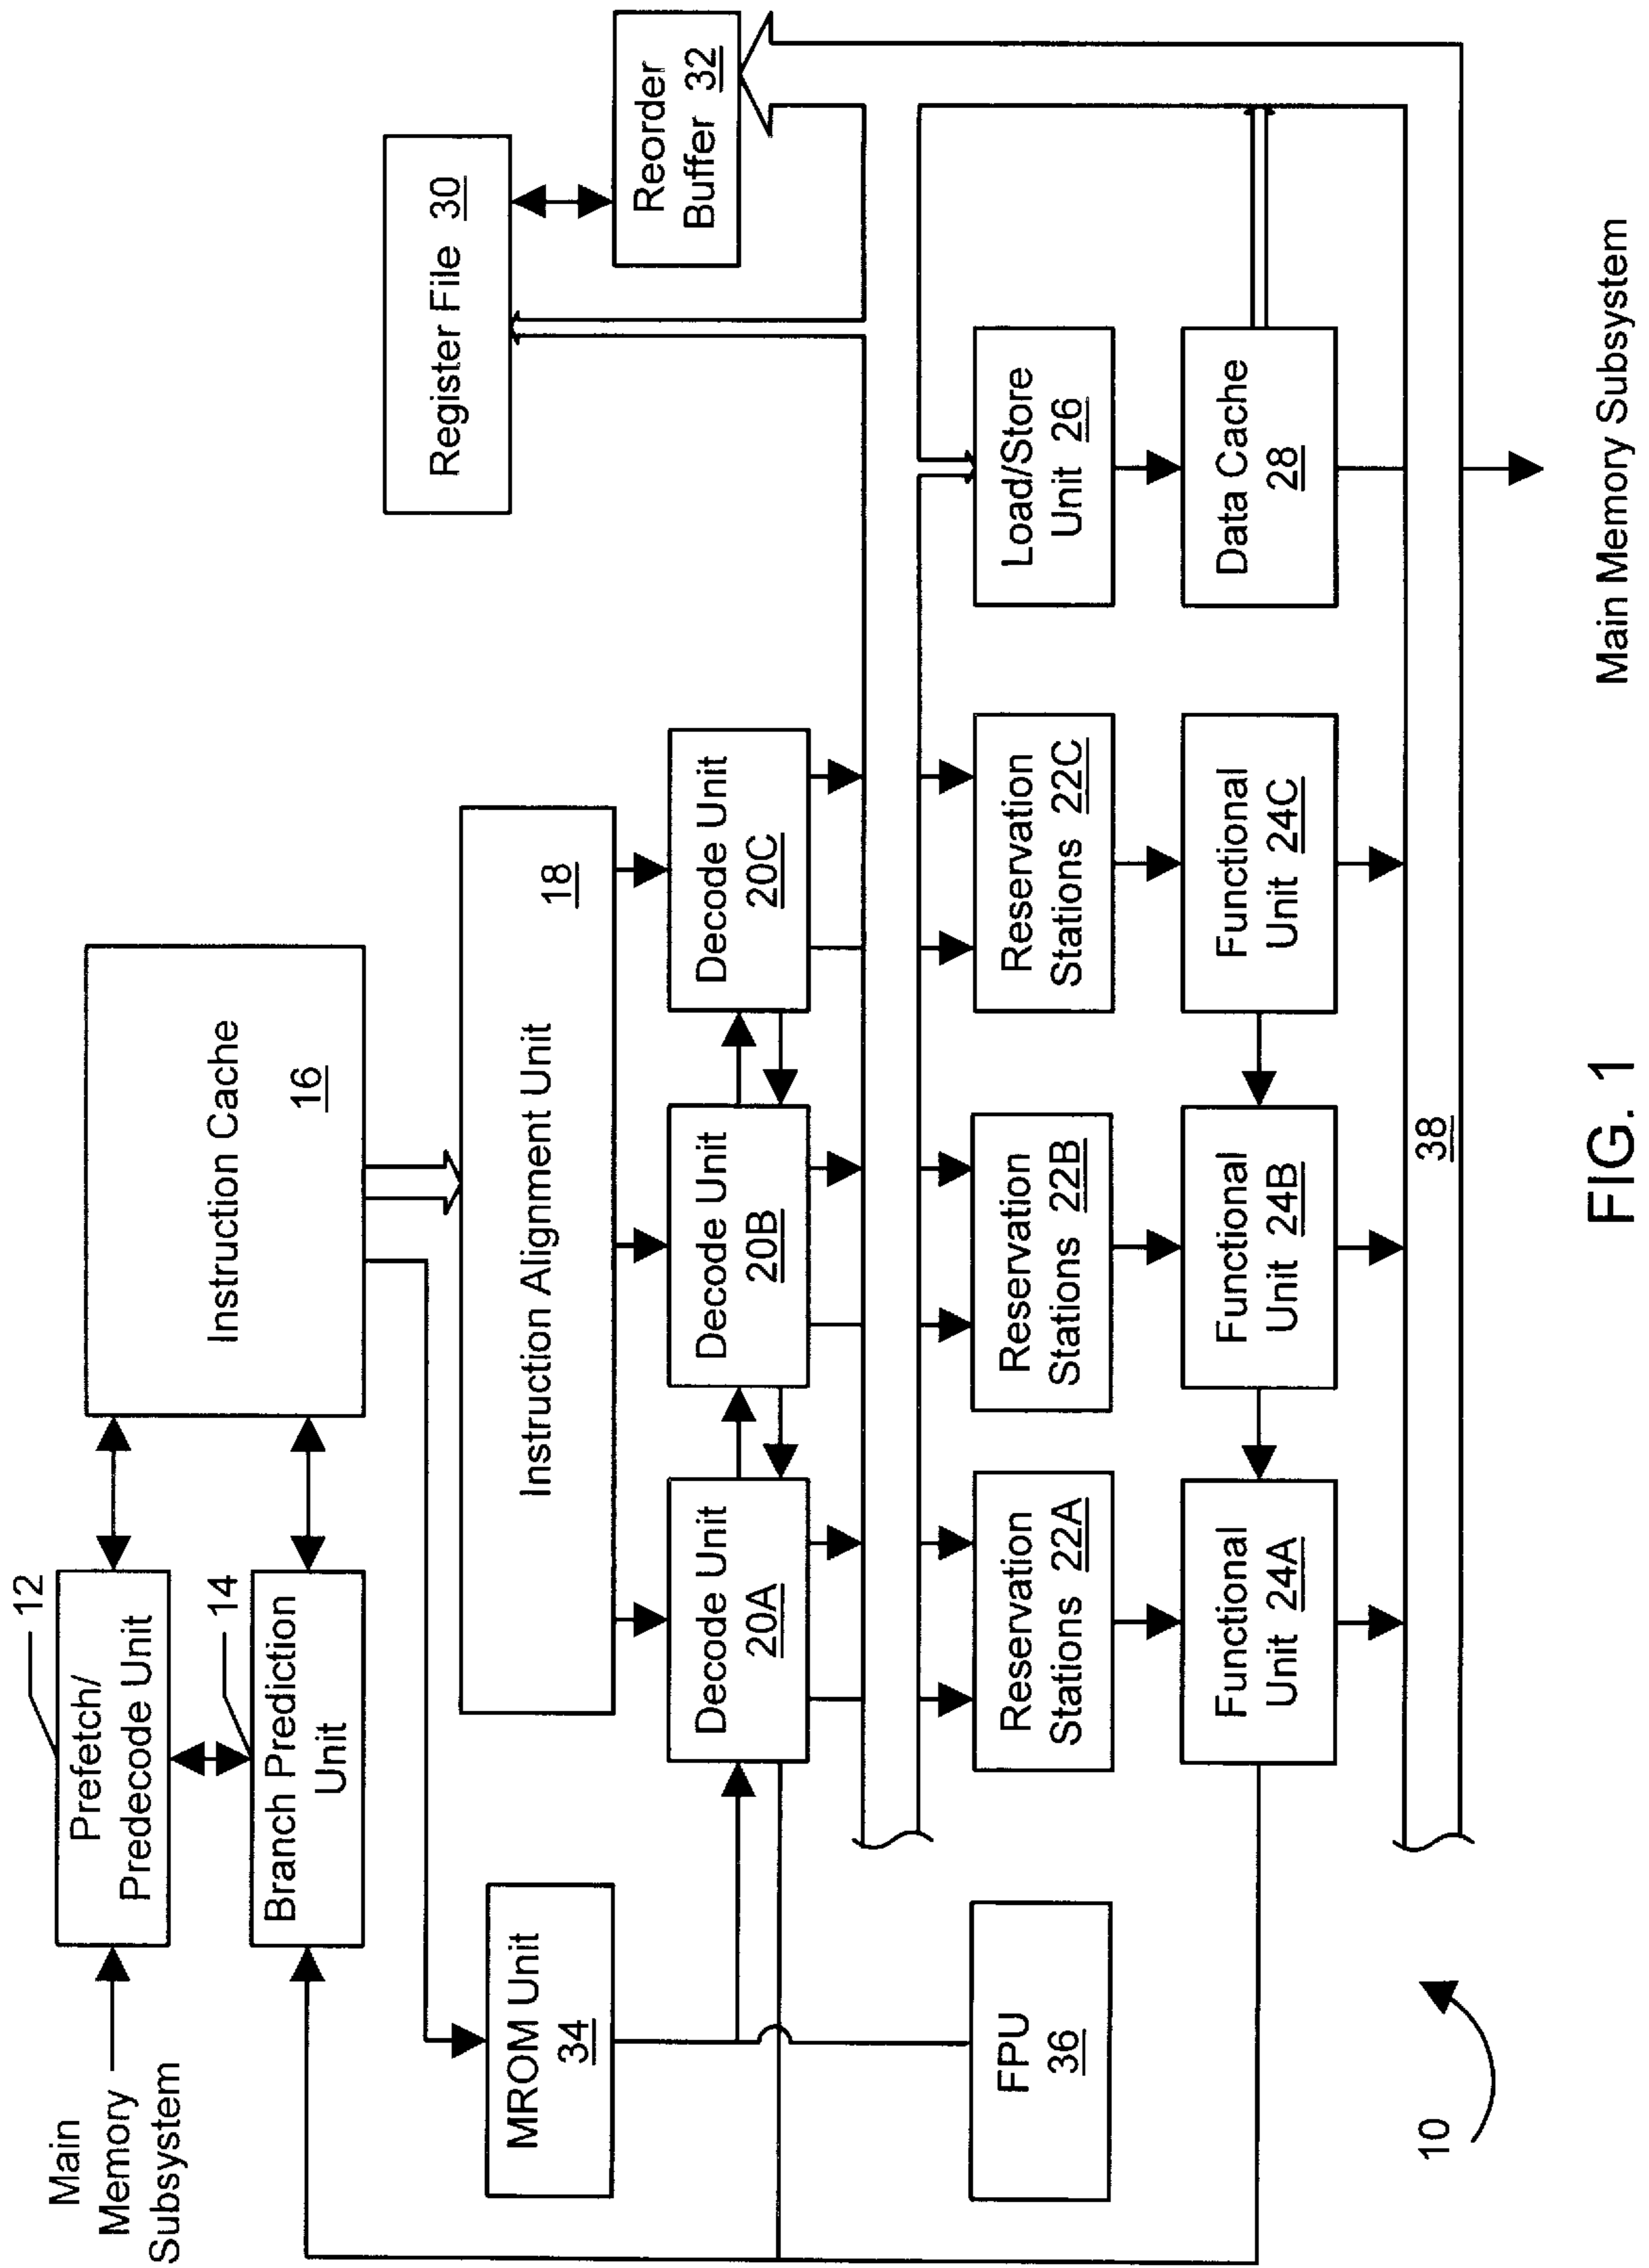 Main
Memory
Subsystem
Prefetch/
Predecode Unit
12
Branch Prediction
Unit
14
Instruction Cache
16
Register File 30
Reorder
Buffer 32
MROM Unit
34
Instruction Alignment Unit
18
Decode Unit
20A
Decode Unit
20B
Decode Unit
20C
FPU
36
Reservation
Stations 22A
Reservation
Stations 22B
Reservation
Stations 22C
Load/Store
Unit 26
Functional
Unit 24A
Functional
Unit 24B
Functional
Unit 24C
Data Cache
28
38
10
Main Memory Subsystem
FIG. 1